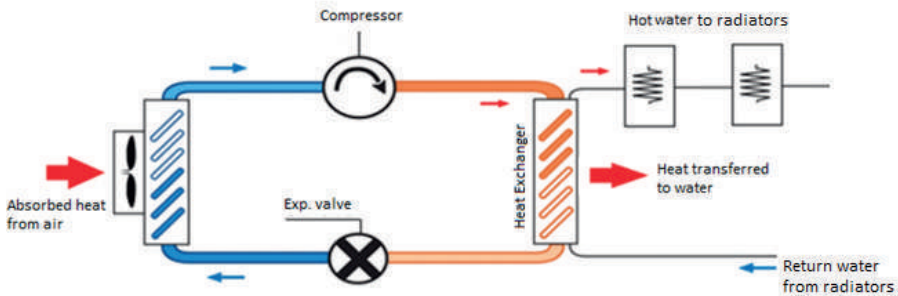 Compressor
Hot water to radiators
Heat Exchanger
Absorbed heat
from air
Exp. valve
Heat transferred
to water
Return water
from radiators